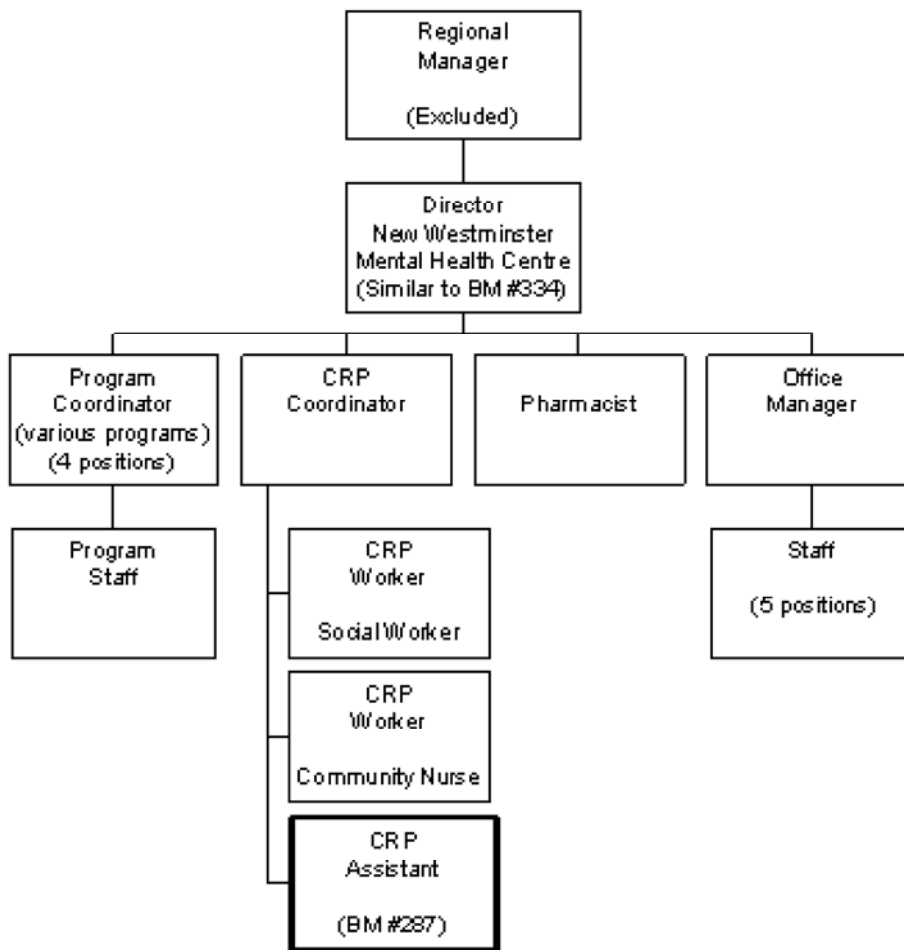 Regional
Manager
(Excluded)
Director
New Westminster
Mental Health Centre
(Similar to BM #334)
Program
Coordinator
(various programs)
(4 positions)
CRP
Coordinator
Pharmacist
Office
Manager
Program
Staff
CRP
Worker
Social Worker
Staff
(5 positions)
CRP
Worker
Community Nurse
CRP
Assistant
(BM #287)